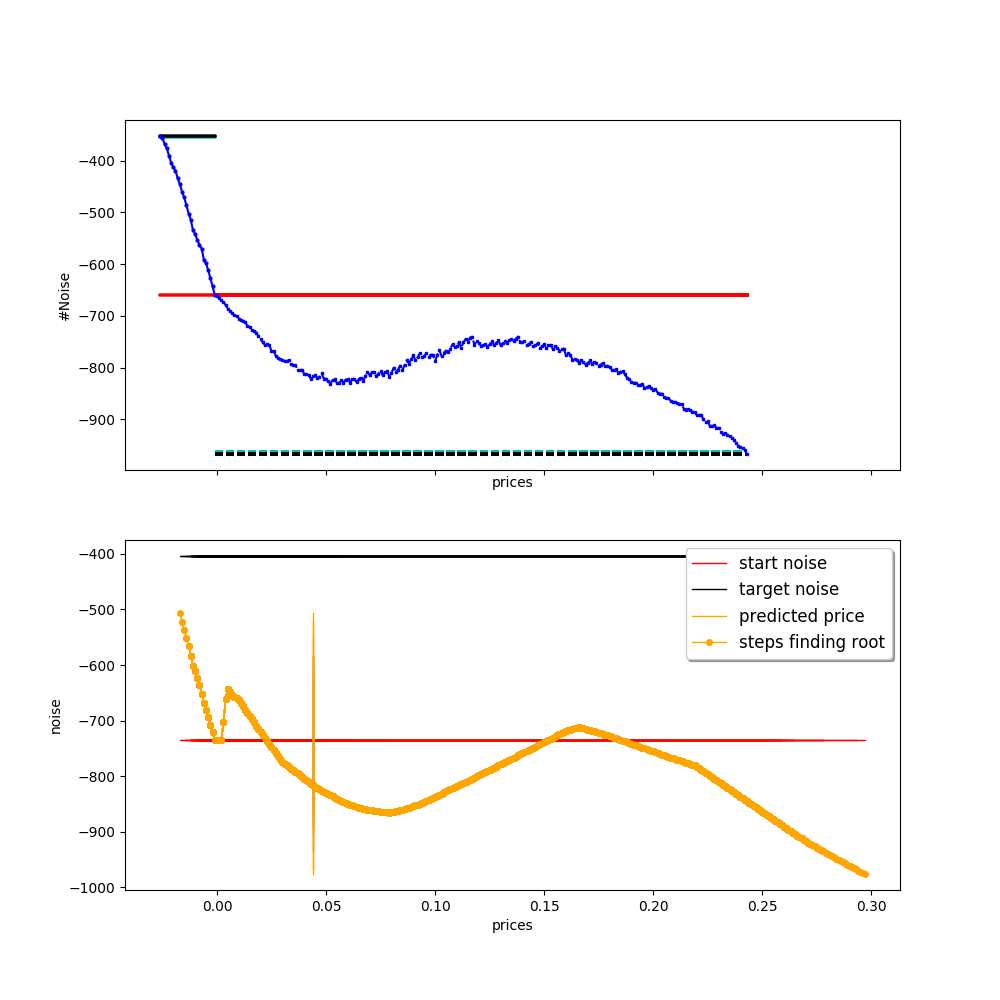 −400
−500
−600
−700
−800
−900
#Noise
prices
−400
−500
−600
−700
−800
−900
−1000
noise
start noise
target noise
predicted price
steps finding root
0.00 0.05 0.10 0.15 0.20 0.25 0.30
prices